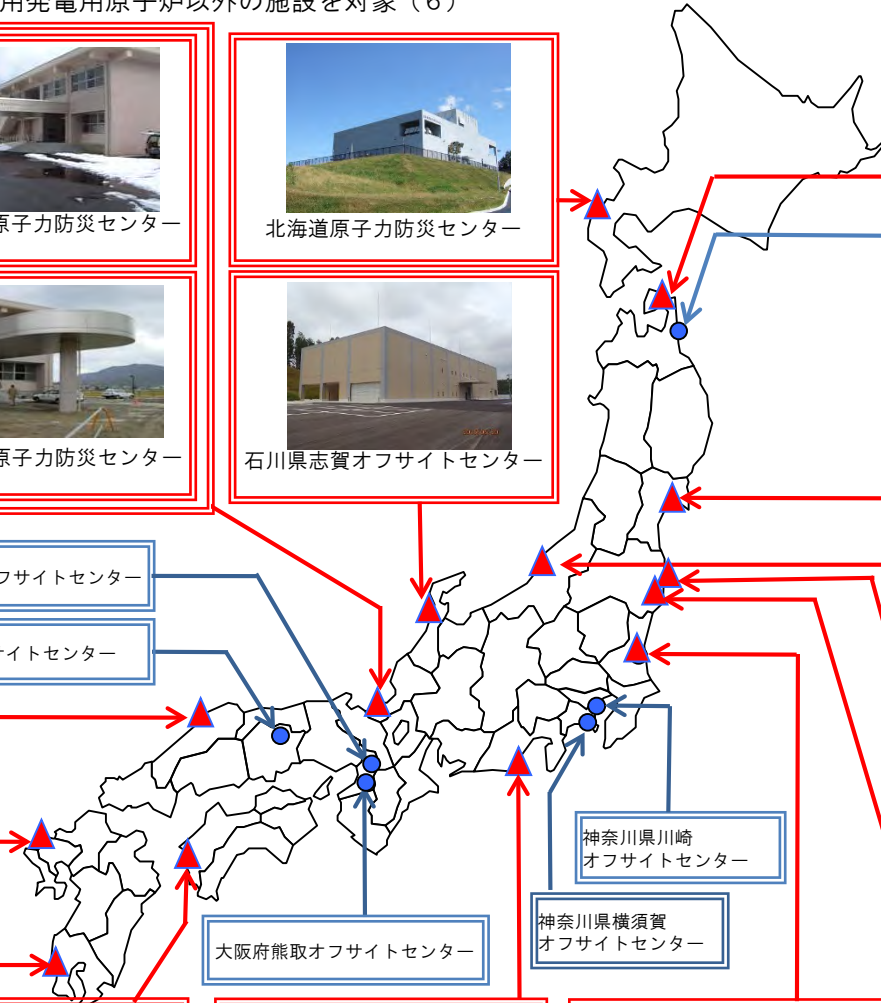 用発電用原子炉以外の施設を対象（6）
原子力防災センター
北海道原子力防災センター
原子力防災センター
石川県志賀オフサイトセンター
フサイトセンター
イトセンター
神奈川県川崎
オフサイトセンター
神奈川県横須賀
オフサイトセンター
大阪府熊取オフサイトセンター